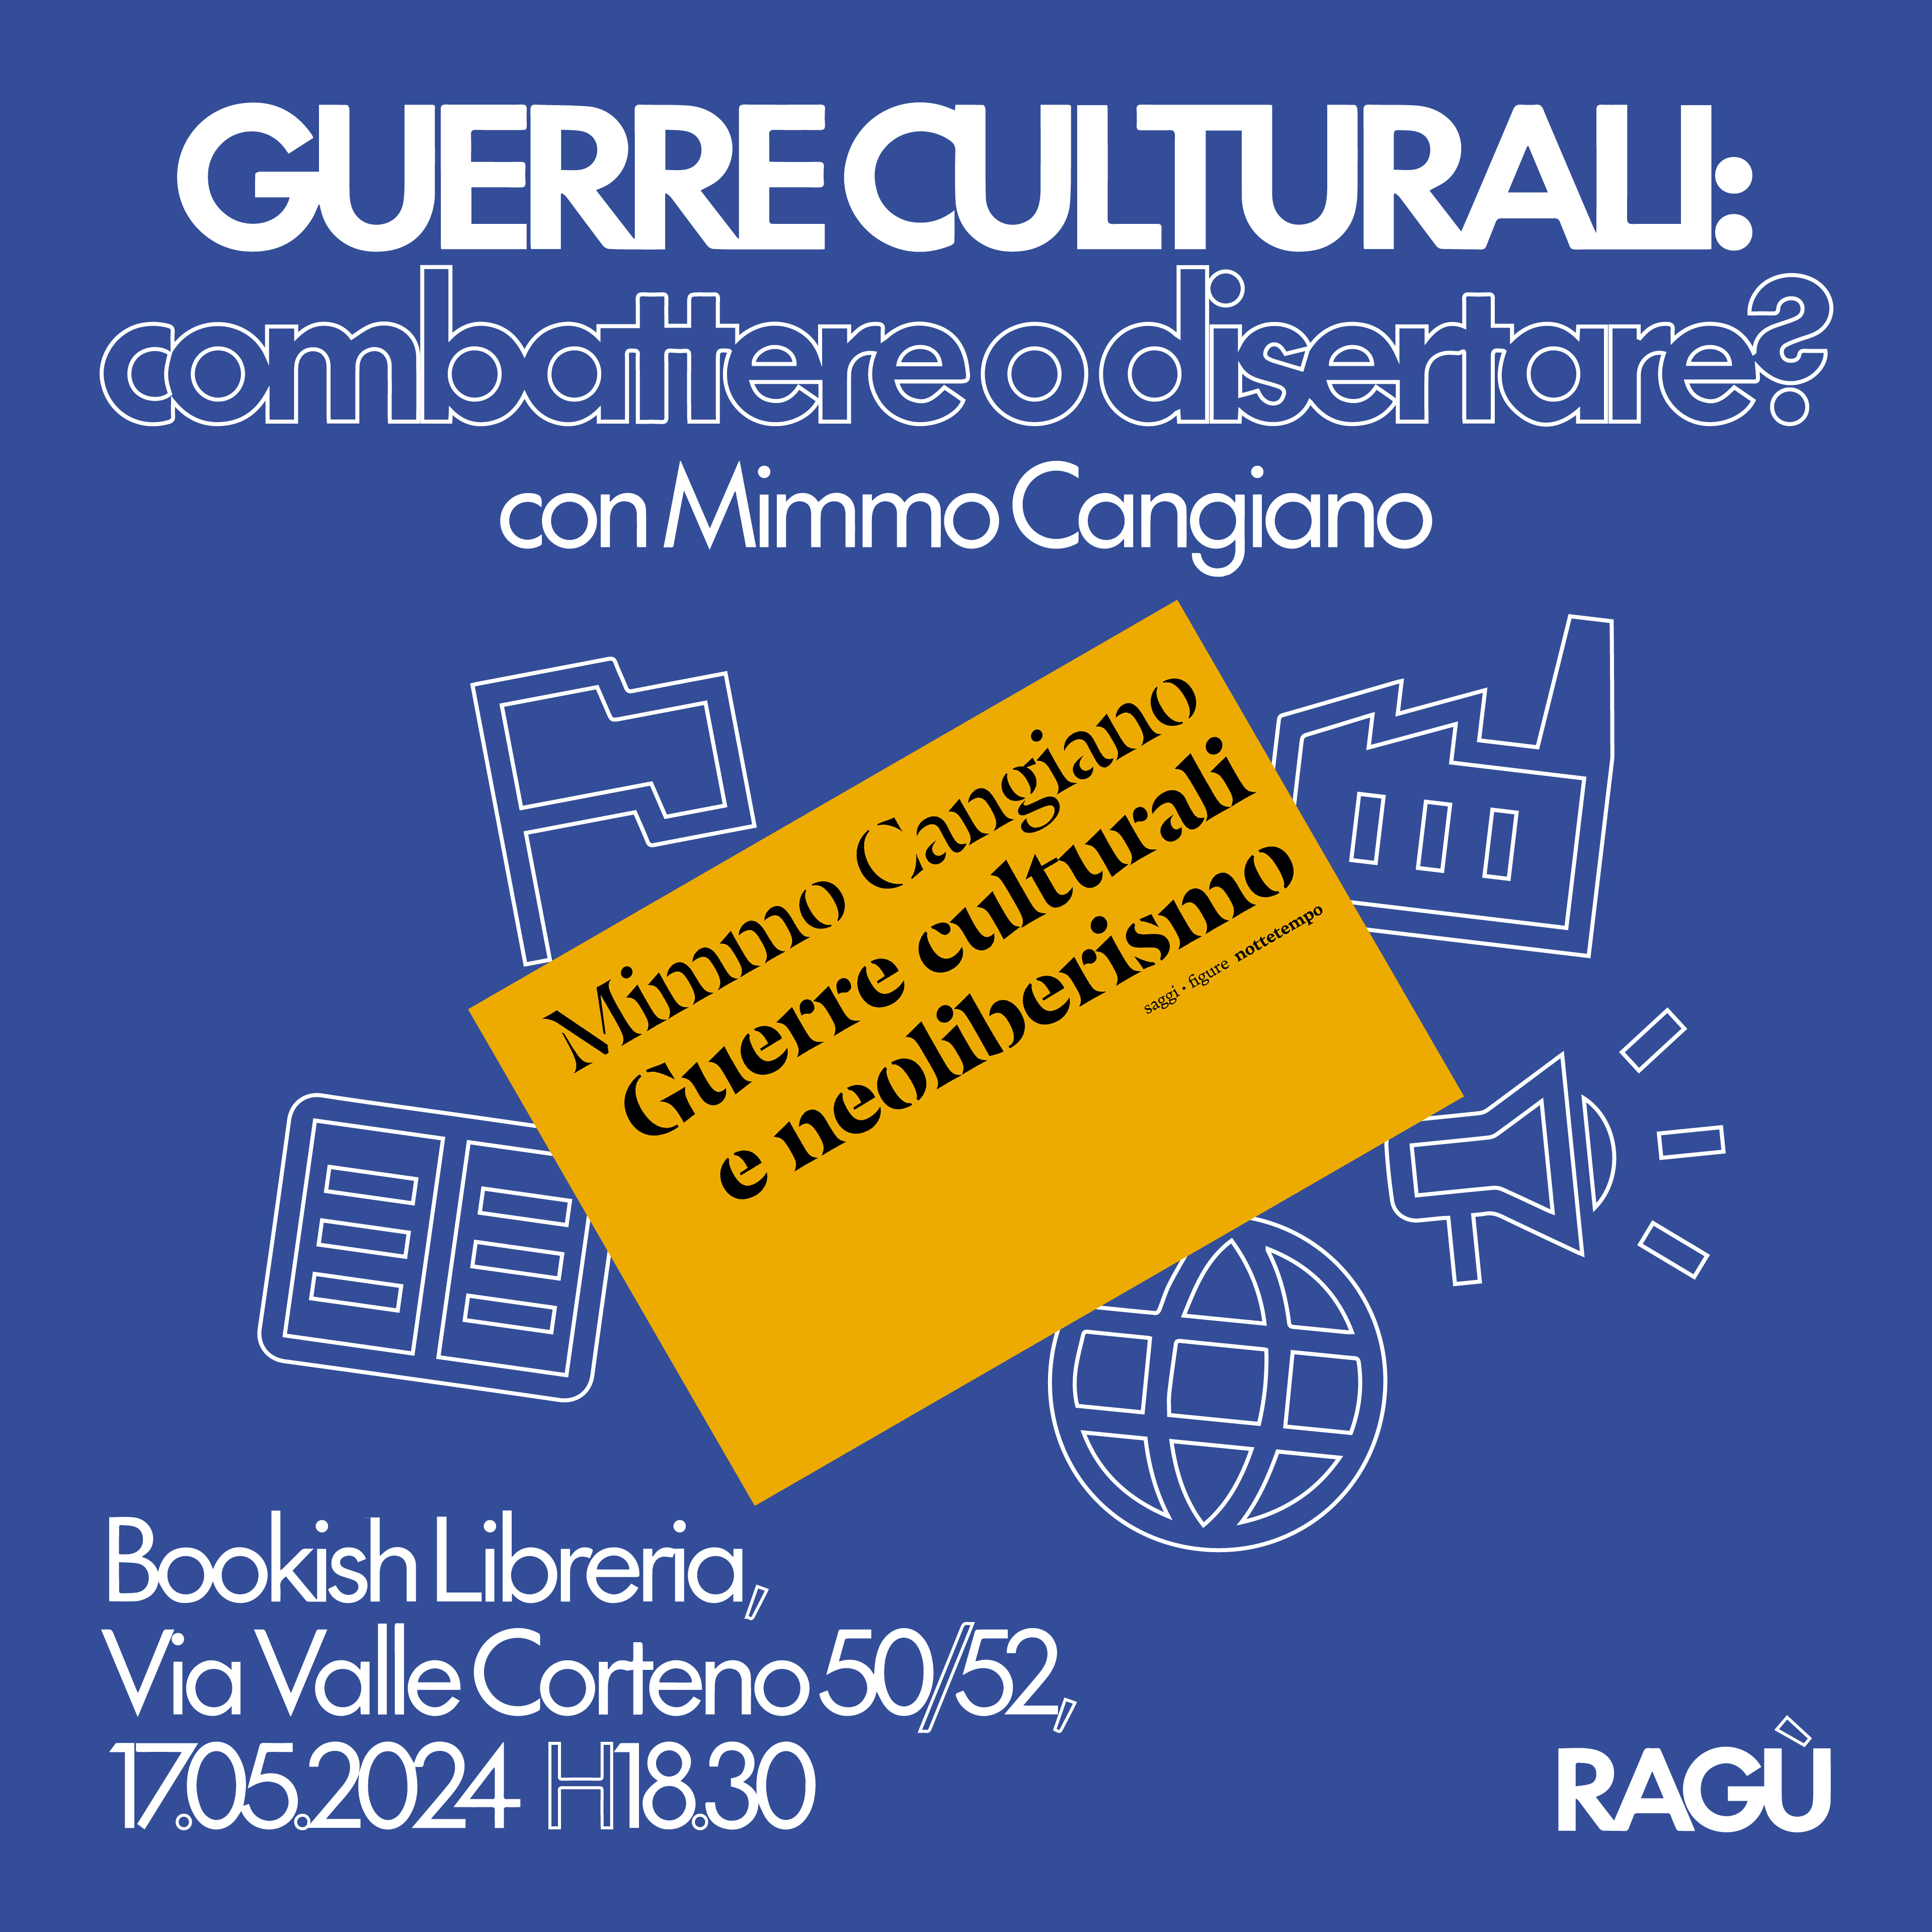 GUERRE CULTURALI:
combattere o disertare?
con Mimmo Cangiano
Mimmo Cangiano
Guerre culturali
e neoliberismo
saggi • figure nottetempo
Bookish Libreria,
Via Valle Corteno 50/52,
17.05.2024 H18.30
RAGÙ